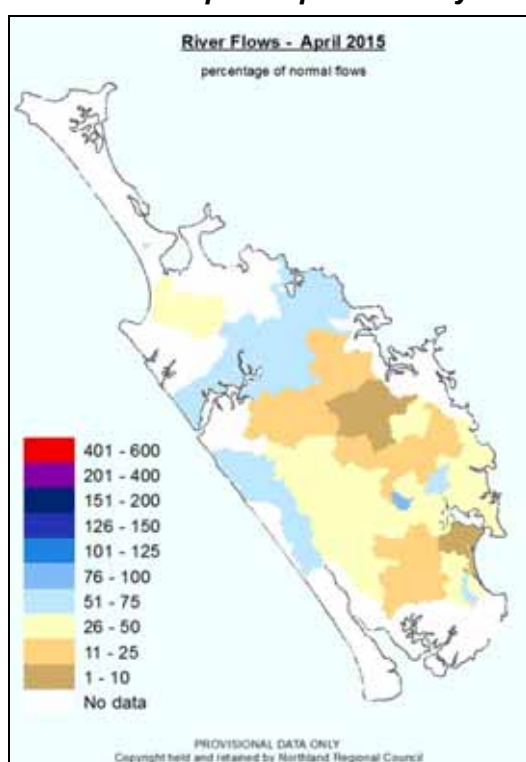 River Flows - April 2015
percentage of normal flows
401 - 600
201 - 400
151 - 200
126 - 150
101 - 125
76 - 100
51 - 75
26 - 50
11 - 25
1 - 10
No data
PROVISIONAL DATA ONLY
Copyright held and retained by Northland Regional Council